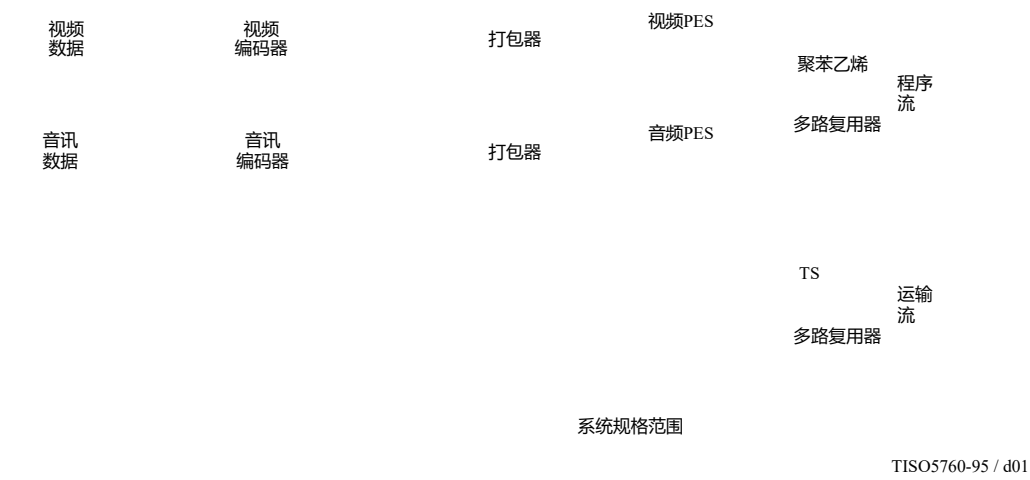 视频
数据
视频
编码器
打包器
视频PES
聚苯乙烯
多路复用器
程序
流
音讯
数据
音讯
编码器
打包器
音频PES
TS
多路复用器
运输
流
系统规格范围
TISO5760-95 / d01